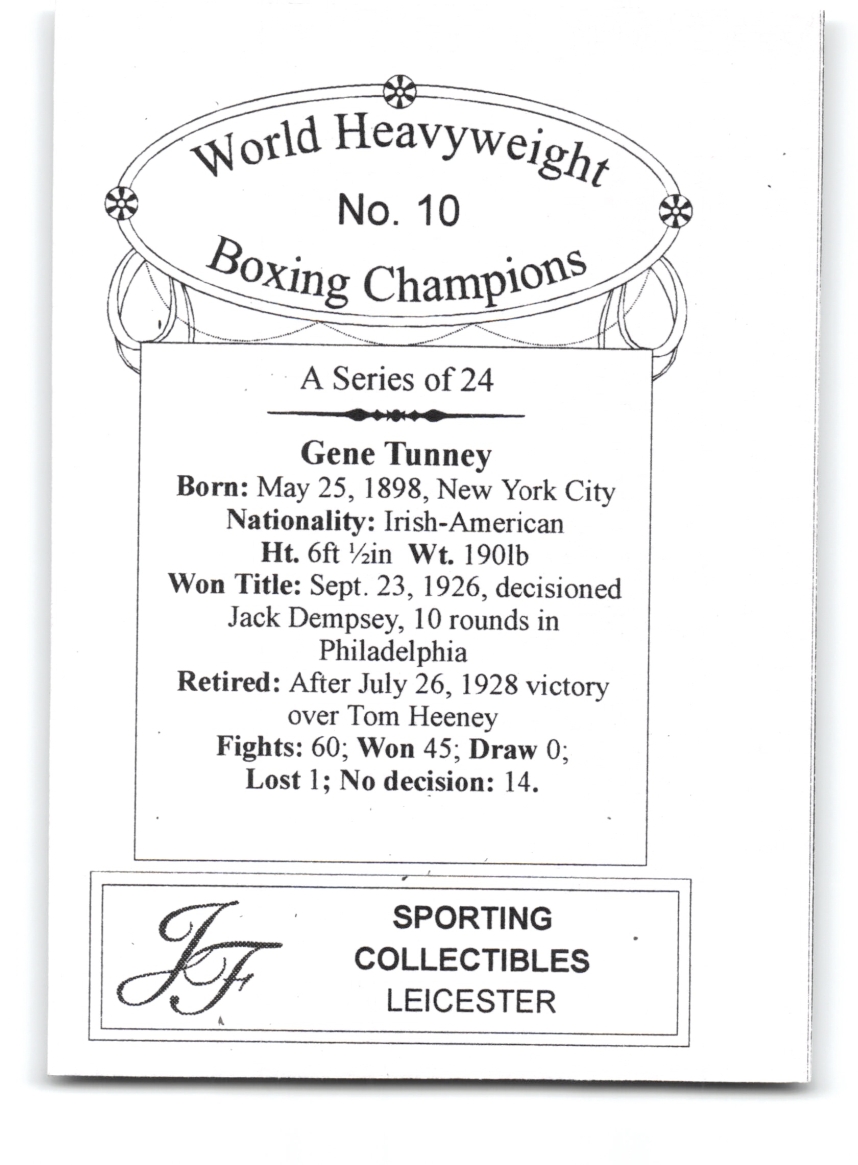 World Heavyweight
No. 10
Boxing Champions
A Series of 24
Gene Tunney
Born: May 25, 1898, New York City
Nationality: Irish-American
Ht. 6ft ½in Wt. 190lb
Won Title: Sept. 23, 1926, decisioned
Jack Dempsey, 10 rounds in
Philadelphia
Retired: After July 26, 1928 victory
over Tom Heeney
Fights: 60; Won 45; Draw 0;
Lost 1; No decision: 14.
JF
SPORTING
COLLECTIBLES
LEICESTER